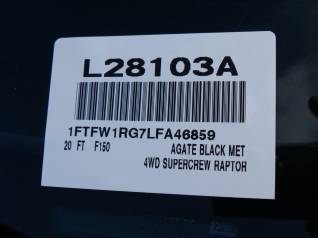 L28103A
1FTFW1RG7LFA46859
20 FT F150 AGATE BLACK MET
4WD SUPERCREW RAPTOR